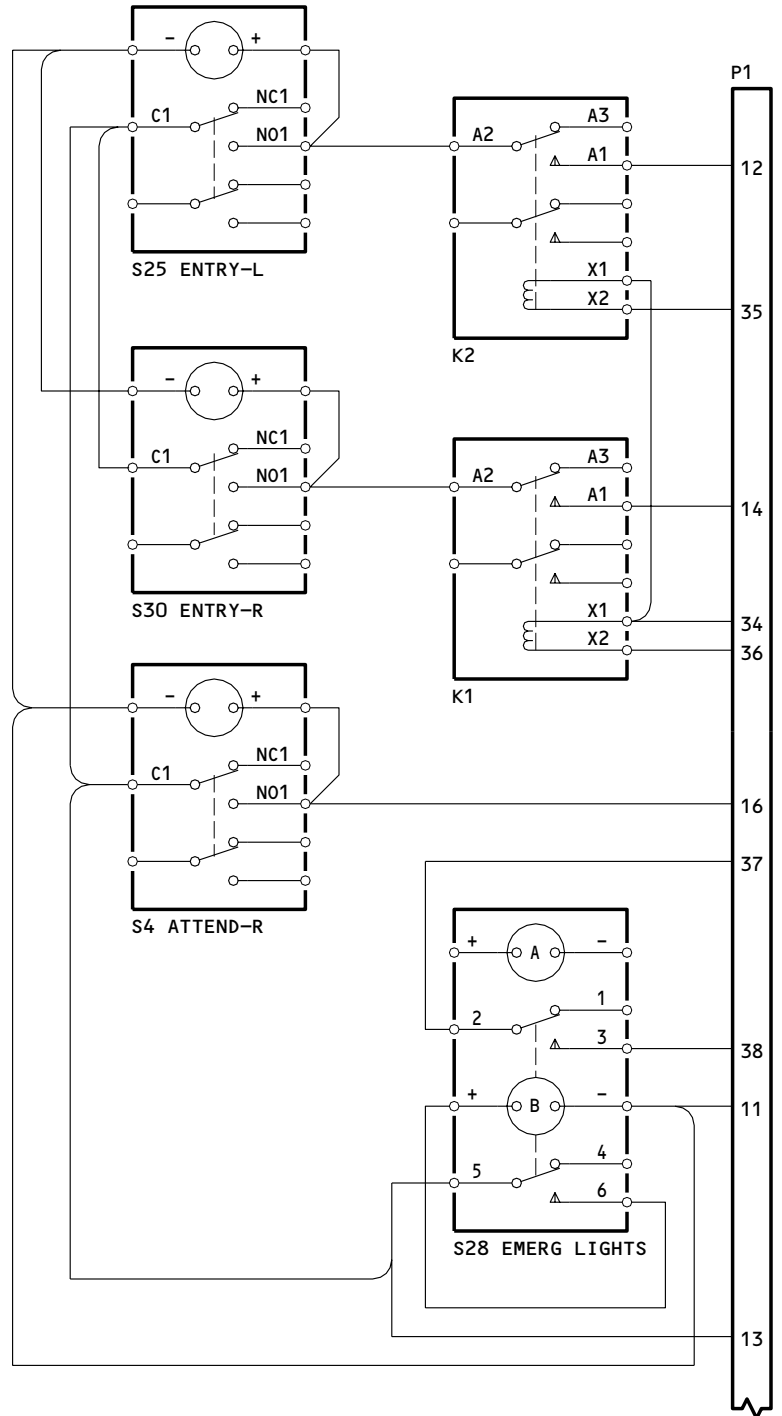 P1
- +
C1 NC1
NO1
S25 ENTRY-L
A2 A3
A1
X1
X2
K2
12
35
- +
C1 NC1
NO1
S30 ENTRY-R
A2 A3
A1
X1
X2
K1
14
34
36
- +
C1 NC1
NO1
S4 ATTEND-R
16
37
+ A -
2 1
3
+ B -
5 4
6
S28 EMERG LIGHTS
38
11
13